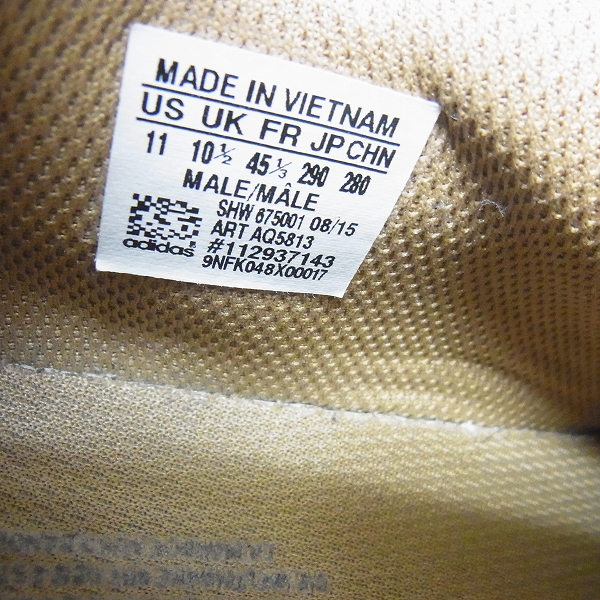 MADE IN VIETNAM
US UK FR JP CHN
11 10½ 45⅓ 290 280
MALE/MÂLE
SHW 675001 08/15
ART AQ5813
#112937143
9NFK048X00017
adidas